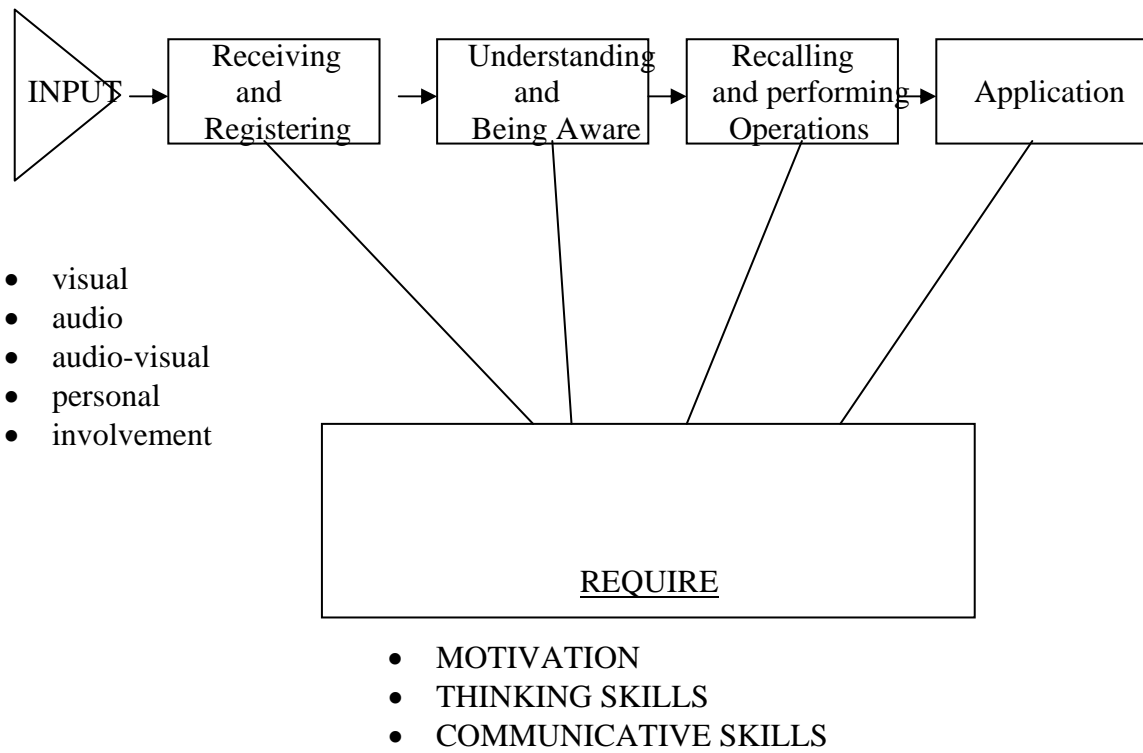 INPUT
Receiving
and
Registering
Understanding
and
Being Aware
Recalling
and performing
Operations
Application
• visual
• audio
• audio-visual
• personal
• involvement
REQUIRE
• MOTIVATION
• THINKING SKILLS
• COMMUNICATIVE SKILLS